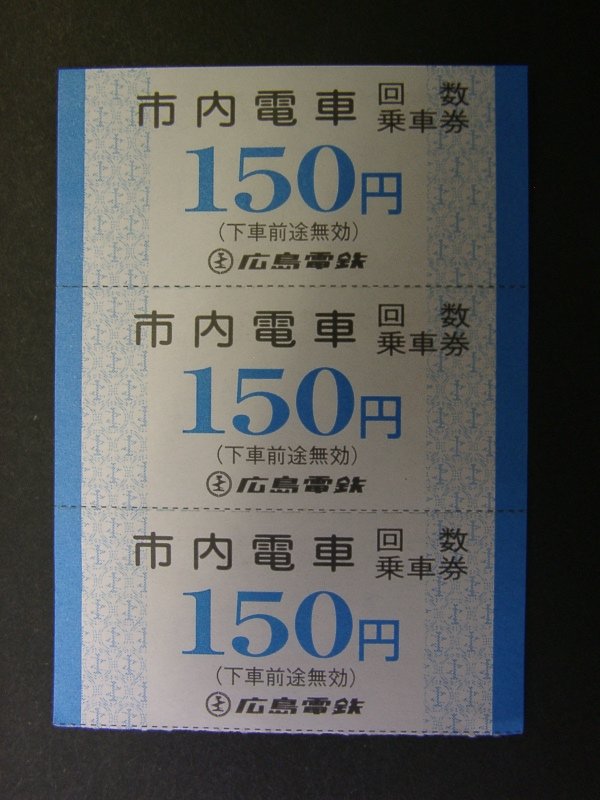 市内電車 回数
乗車券
150円
(下車前途無効)
広島電鉄
市内電車 回数
乗車券
150円
(下車前途無効)
広島電鉄
市内電車 回数
乗車券
150円
(下車前途無効)
広島電鉄